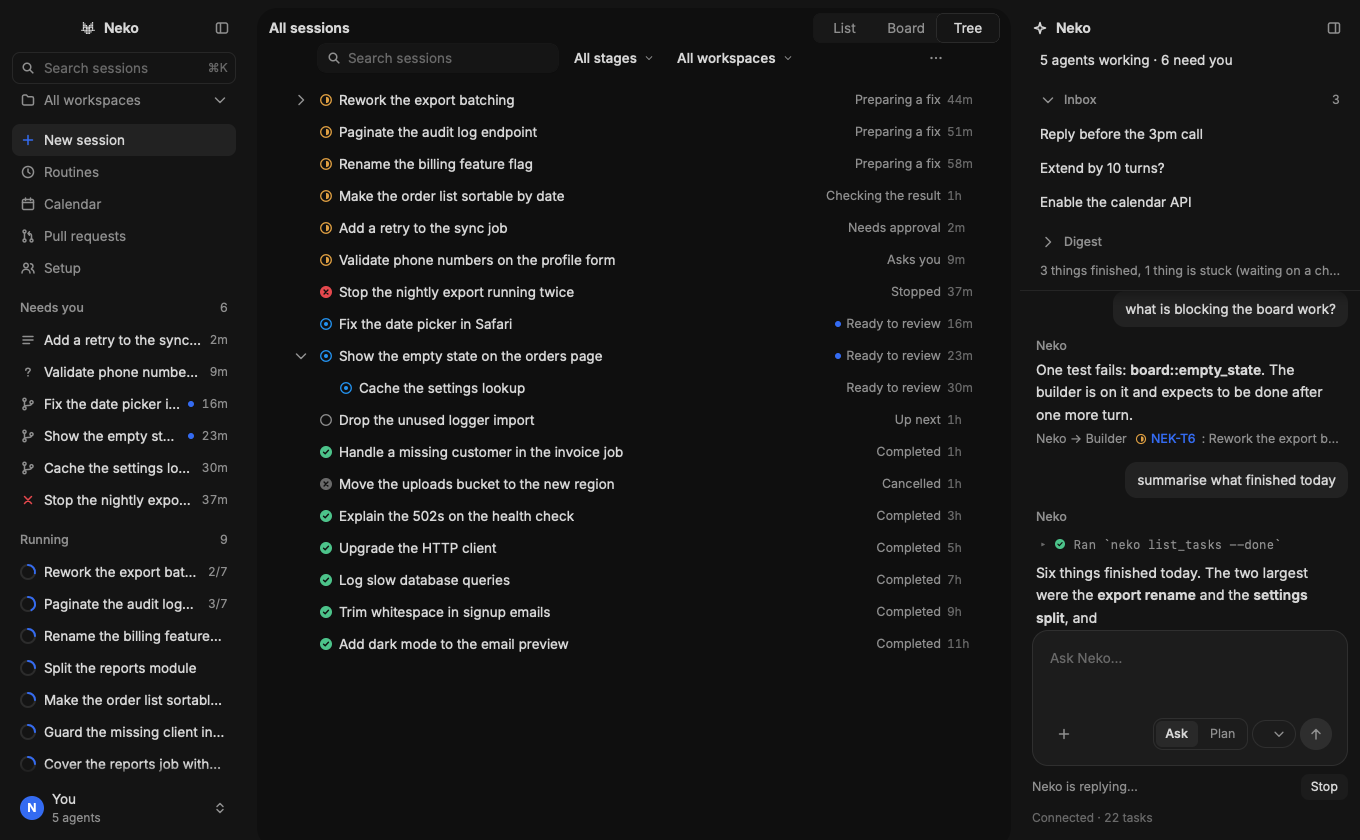 Neko
Search sessions ⌘K
All workspaces
New session
Routines
Calendar
Pull requests
Setup
Needs you 6
Add a retry to the sync... 2m
Validate phone numbe... 9m
Fix the date picker i... 16m
Show the empty st... 23m
Cache the settings lo... 30m
Stop the nightly expo... 37m
Running 9
Rework the export bat... 2/7
Paginate the audit log... 3/7
Rename the billing feature...
Split the reports module
Make the order list sortabl...
Guard the missing client in...
Cover the reports job with...
N
You
5 agents
All sessions
List Board Tree
Search sessions
All stages
All workspaces
...
Rework the export batching Preparing a fix 44m
Paginate the audit log endpoint Preparing a fix 51m
Rename the billing feature flag Preparing a fix 58m
Make the order list sortable by date Checking the result 1h
Add a retry to the sync job Needs approval 2m
Validate phone numbers on the profile form Asks you 9m
Stop the nightly export running twice Stopped 37m
Fix the date picker in Safari Ready to review 16m
Show the empty state on the orders page Ready to review 23m
Cache the settings lookup Ready to review 30m
Drop the unused logger import Up next 1h
Handle a missing customer in the invoice job Completed 1h
Move the uploads bucket to the new region Cancelled 1h
Explain the 502s on the health check Completed 3h
Upgrade the HTTP client Completed 5h
Log slow database queries Completed 7h
Trim whitespace in signup emails Completed 9h
Add dark mode to the email preview Completed 11h
Neko
5 agents working · 6 need you
Inbox 3
Reply before the 3pm call
Extend by 10 turns?
Enable the calendar API
Digest
3 things finished, 1 thing is stuck (waiting on a ch...
what is blocking the board work?
Neko
One test fails: board::empty_state. The
builder is on it and expects to be done after
one more turn.
Neko → Builder NEK-T6 : Rework the export b...
summarise what finished today
Neko
Ran `neko list_tasks --done`
Six things finished today. The two largest
were the export rename and the settings
split, and
Ask Neko...
Ask Plan
Neko is replying... Stop
Connected · 22 tasks